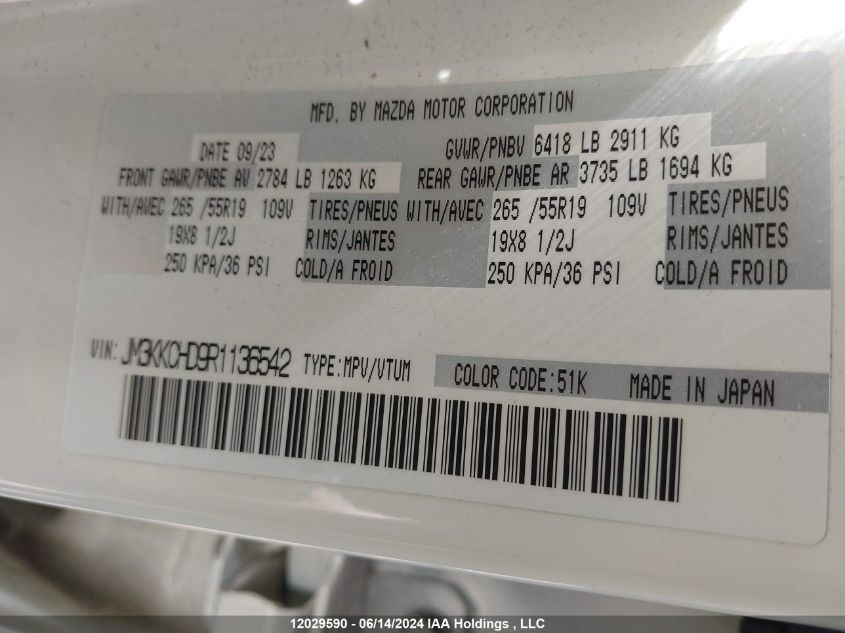 MFD. BY MAZDA MOTOR CORPORATION
DATE 09/23 GVWR/PNBV 6418 LB 2911 KG
FRONT GAWR/PNBE AV 2784 LB 1263 KG REAR GAWR/PNBE AR 3735 LB 1694 KG
WITH/AVEC 265 /55R19 109V TIRES/PNEUS WITH/AVEC 265 /55R19 109V TIRES/PNEUS
19X8 1/2J RIMS/JANTES 19X8 1/2J RIMS/JANTES
250 KPA/36 PSI COLD/A FROID 250 KPA/36 PSI COLD/A FROID
VIN: JM3KKCHD9R1136542 TYPE:MPV/VTUM COLOR CODE:51K MADE IN JAPAN
12029590 - 06/14/2024 IAA Holdings , LLC